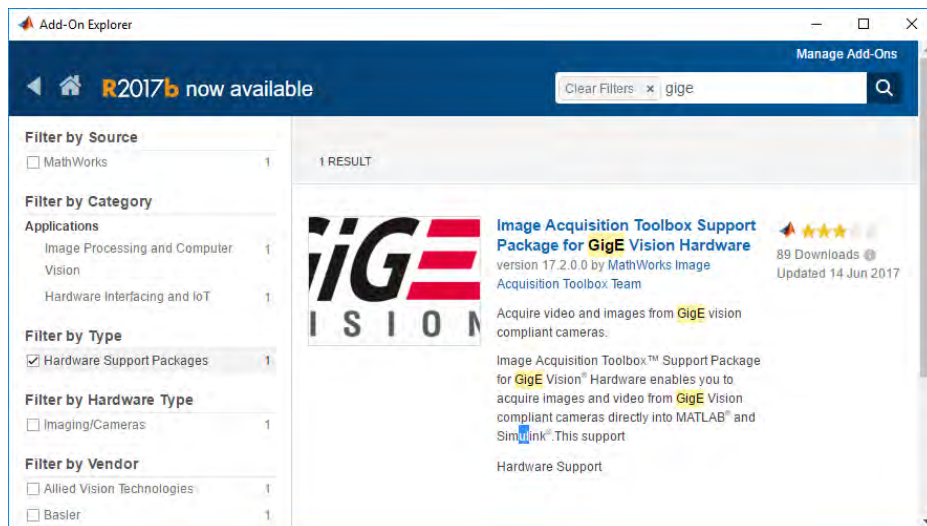 Add-On Explorer
Manage Add-Ons
R2017b now available
Clear Filters × gige
Filter by Source
MathWorks 1
Filter by Category
Applications
Image Processing and Computer Vision 1
Hardware Interfacing and IoT 1
Filter by Type
Hardware Support Packages 1
Filter by Hardware Type
Imaging/Cameras 1
Filter by Vendor
Allied Vision Technologies 1
Basler 1
1 RESULT
GiGE
VISION
Image Acquisition Toolbox Support
Package for GigE Vision Hardware
version 17.2.0.0 by MathWorks Image
Acquisition Toolbox Team
89 Downloads
Updated 14 Jun 2017
Acquire video and images from GigE vision
compliant cameras.
Image Acquisition Toolbox™ Support Package
for GigE Vision® Hardware enables you to
acquire images and video from GigE Vision
compliant cameras directly into MATLAB® and
Simulink®.This support
Hardware Support